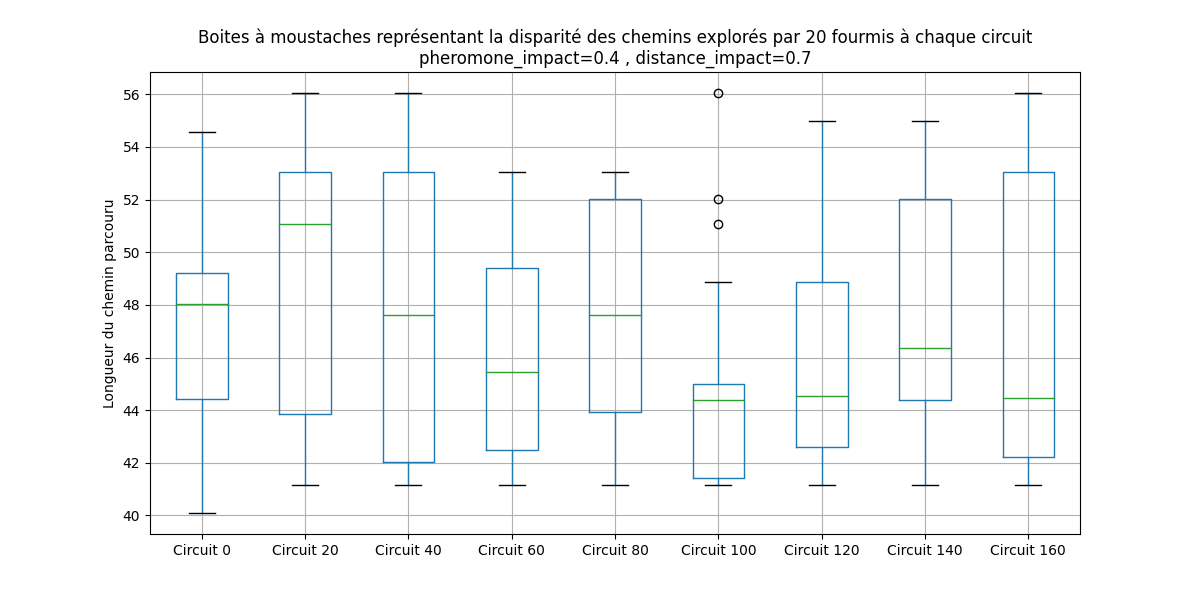 Boites à moustaches représentant la disparité des chemins explorés par 20 fourmis à chaque circuit
pheromone_impact=0.4 , distance_impact=0.7
Longueur du chemin parcouru
56
54
52
50
48
46
44
42
40
Circuit 0
Circuit 20
Circuit 40
Circuit 60
Circuit 80
Circuit 100
Circuit 120
Circuit 140
Circuit 160